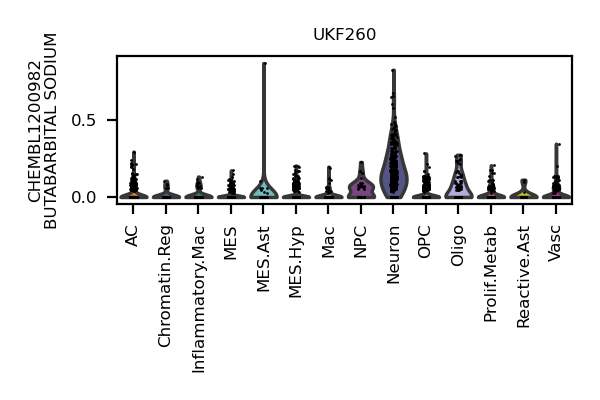 UKF260
CHEMBL1200982
BUTABARBITAL SODIUM
0.5
0.0
AC
Chromatin.Reg
Inflammatory.Mac
MES
MES.Ast
MES.Hyp
Mac
NPC
Neuron
OPC
Oligo
Prolif.Metab
Reactive.Ast
Vasc